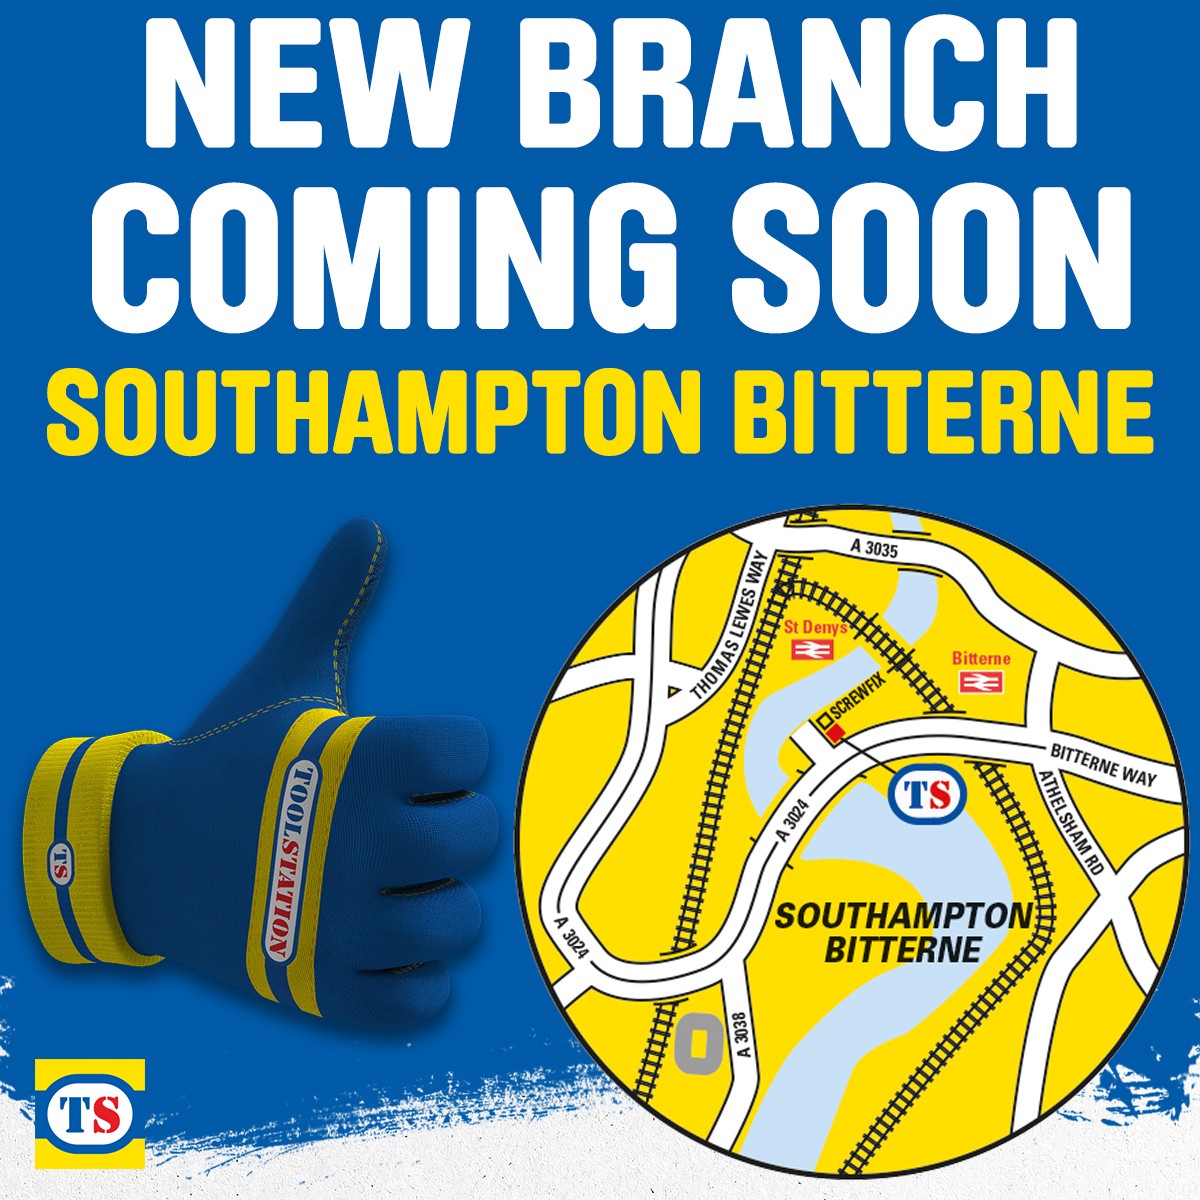 NEW BRANCH
COMING SOON
SOUTHAMPTON BITTERNE
A 3035
THOMAS LEWES WAY
St Denys
Bitterne
SCREWFIX
BITTERNE WAY
TS
ATHELSHAM RD
A 3024
TOOLSTATION
TS
SOUTHAMPTON
BITTERNE
A 3024
A 3038
TS